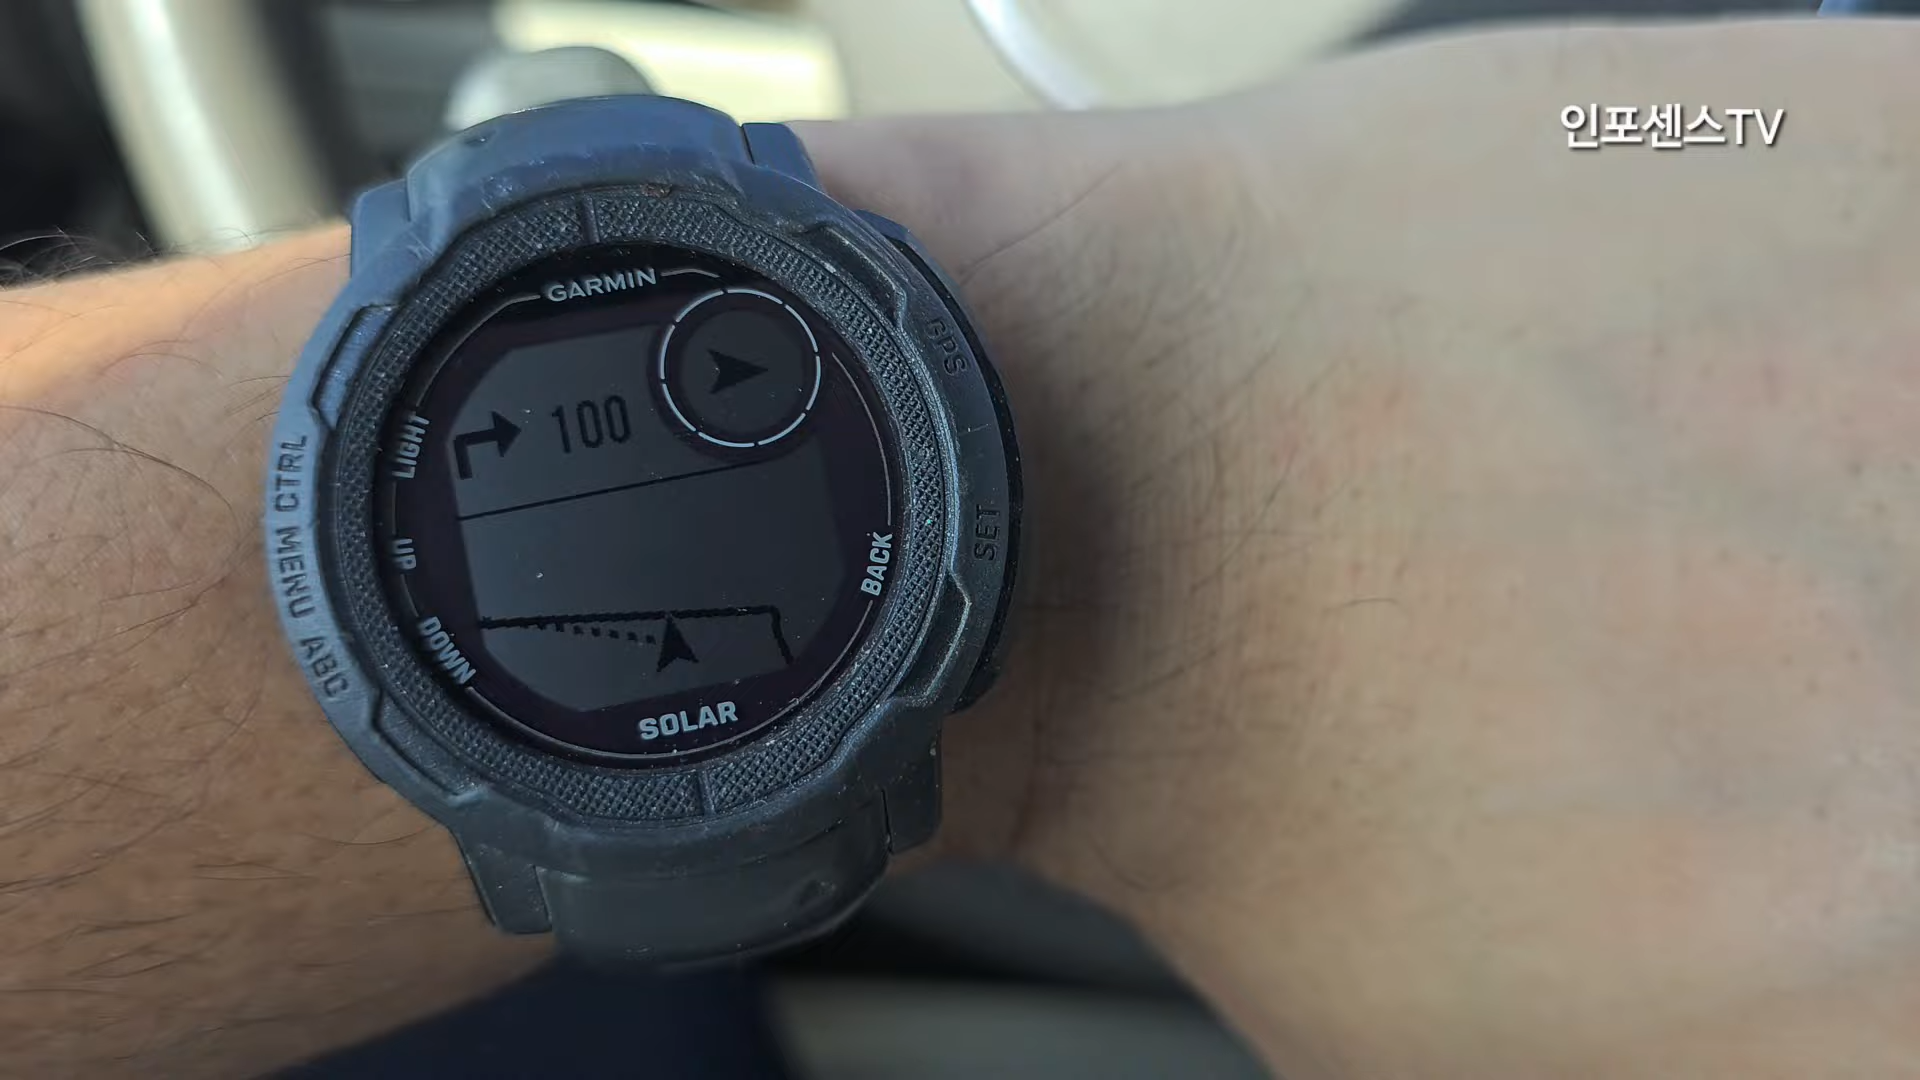 인포센스TV
GARMIN
GPS
100
LIGHT
CTRL
MENU
UP
SET
BACK
DOWN
ABC
SOLAR